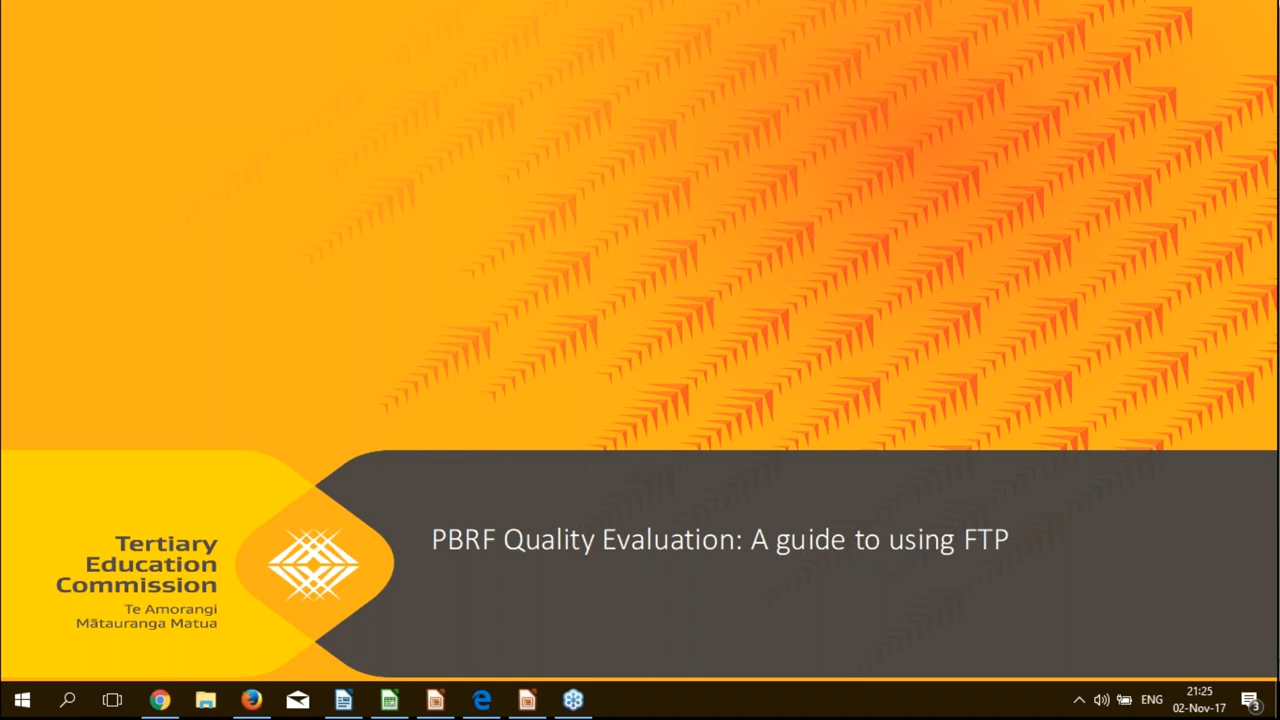 PBRF Quality Evaluation: A guide to using FTP
Tertiary
Education
Commission
Te Amorangi
Mātauranga Matua
ENG
21:25
02-Nov-17
3